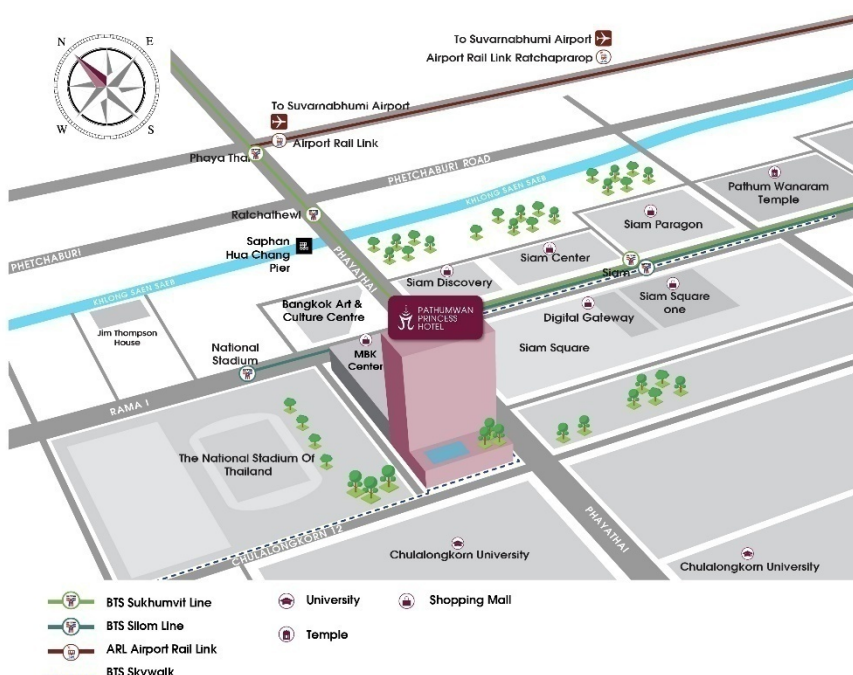 N
E
W
S
To Suvarnabhumi Airport
Airport Rail Link Ratchaprarop
To Suvarnabhumi Airport
Airport Rail Link
Phaya Thai
PHETCHABURI ROAD
Ratchathewi
KHLONG SAEN SAEB
Pathum Wanaram
Temple
Siam Paragon
Saphan
Hua Chang
Pier
PHAYATHAI
PHETCHABURI
KHLONG SAEN SAEB
Siam Center
Siam
Siam Discovery
Siam Square
one
Bangkok Art &
Culture Centre
PATHUMWAN
PRINCESS
HOTEL
Digital Gateway
Jim Thompson
House
National
Stadium
MBK
Center
Siam Square
RAMA I
The National Stadium Of
Thailand
PHAYATHAI
CHULALONGKORN 12
Chulalongkorn University
Chulalongkorn University
BTS Sukhumvit Line
University
Shopping Mall
BTS Silom Line
Temple
ARL Airport Rail Link
BTS Skywalk